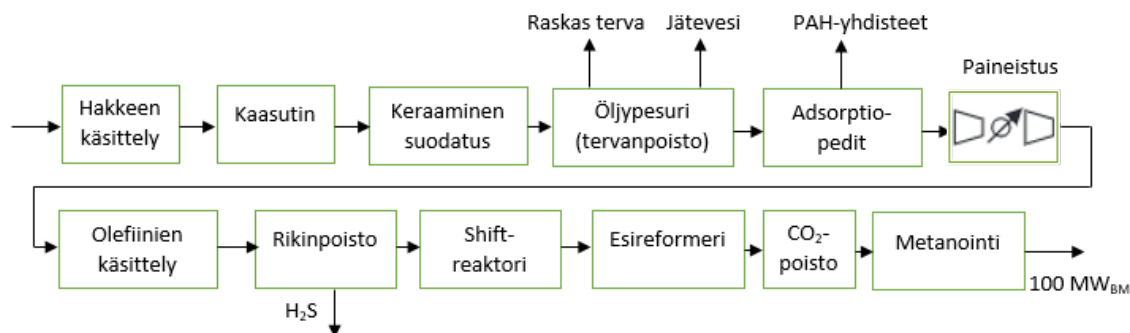 Raskas terva
Jätevesi
PAH-yhdisteet
Paineistus
Hakkeen
käsittely
Kaasutin
Keraaminen
suodatus
Öljypesuri
(tervanpoisto)
Adsorptio-
pedit
Olefiinien
käsittely
Rikinpoisto
Shift-
reaktori
Esireformeri
CO₂-
poisto
Metanointi
H₂S
100 MWBM